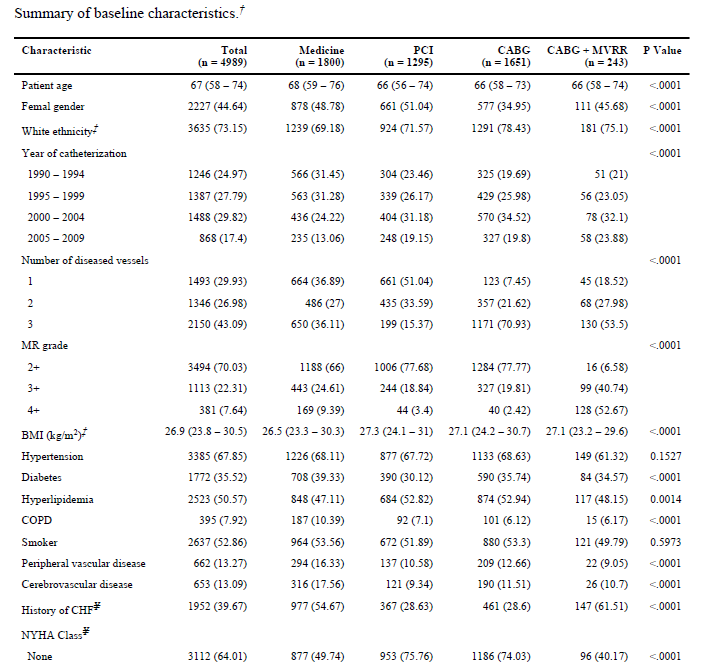 Summary of baseline characteristics.†
Characteristic Total (n = 4989) Medicine (n = 1800) PCI (n = 1295) CABG (n = 1651) CABG + MVRR (n = 243) P Value
Patient age 67 (58 – 74) 68 (59 – 76) 66 (56 – 74) 66 (58 – 73) 66 (58 – 74) <.0001
Femal gender 2227 (44.64) 878 (48.78) 661 (51.04) 577 (34.95) 111 (45.68) <.0001
White ethnicity‡ 3635 (73.15) 1239 (69.18) 924 (71.57) 1291 (78.43) 181 (75.1) <.0001
Year of catheterization <.0001
1990 – 1994 1246 (24.97) 566 (31.45) 304 (23.46) 325 (19.69) 51 (21)
1995 – 1999 1387 (27.79) 563 (31.28) 339 (26.17) 429 (25.98) 56 (23.05)
2000 – 2004 1488 (29.82) 436 (24.22) 404 (31.18) 570 (34.52) 78 (32.1)
2005 – 2009 868 (17.4) 235 (13.06) 248 (19.15) 327 (19.8) 58 (23.88)
Number of diseased vessels <.0001
1 1493 (29.93) 664 (36.89) 661 (51.04) 123 (7.45) 45 (18.52)
2 1346 (26.98) 486 (27) 435 (33.59) 357 (21.62) 68 (27.98)
3 2150 (43.09) 650 (36.11) 199 (15.37) 1171 (70.93) 130 (53.5)
MR grade <.0001
2+ 3494 (70.03) 1188 (66) 1006 (77.68) 1284 (77.77) 16 (6.58)
3+ 1113 (22.31) 443 (24.61) 244 (18.84) 327 (19.81) 99 (40.74)
4+ 381 (7.64) 169 (9.39) 44 (3.4) 40 (2.42) 128 (52.67)
BMI (kg/m²)‡ 26.9 (23.8 – 30.5) 26.5 (23.3 – 30.3) 27.3 (24.1 – 31) 27.1 (24.2 – 30.7) 27.1 (23.2 – 29.6) <.0001
Hypertension 3385 (67.85) 1226 (68.11) 877 (67.72) 1133 (68.63) 149 (61.32) 0.1527
Diabetes 1772 (35.52) 708 (39.33) 390 (30.12) 590 (35.74) 84 (34.57) <.0001
Hyperlipidemia 2523 (50.57) 848 (47.11) 684 (52.82) 874 (52.94) 117 (48.15) 0.0014
COPD 395 (7.92) 187 (10.39) 92 (7.1) 101 (6.12) 15 (6.17) <.0001
Smoker 2637 (52.86) 964 (53.56) 672 (51.89) 880 (53.3) 121 (49.79) 0.5973
Peripheral vascular disease 662 (13.27) 294 (16.33) 137 (10.58) 209 (12.66) 22 (9.05) <.0001
Cerebrovascular disease 653 (13.09) 316 (17.56) 121 (9.34) 190 (11.51) 26 (10.7) <.0001
History of CHF 1952 (39.67) 977 (54.67) 367 (28.63) 461 (28.6) 147 (61.51) <.0001
NYHA Class
None 3112 (64.01) 877 (49.74) 953 (75.76) 1186 (74.03) 96 (40.17) <.0001